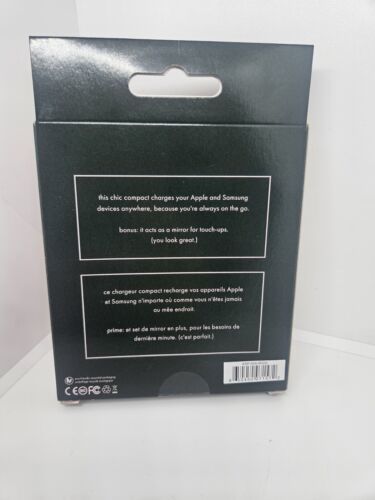 this chic compact charges your Apple and Samsung
devices anywhere, because you're always on the go.
bonus: it acts as a mirror for touch-ups.
(you look great.)
ce chargeur compact recharge vos appareils Apple
et Samsung n'importe où comme vous n'êtes jamais
au mêe endroit.
prime: et set de mirror en plus, pour les besoins de
dernière minute. (c'est parfait.)